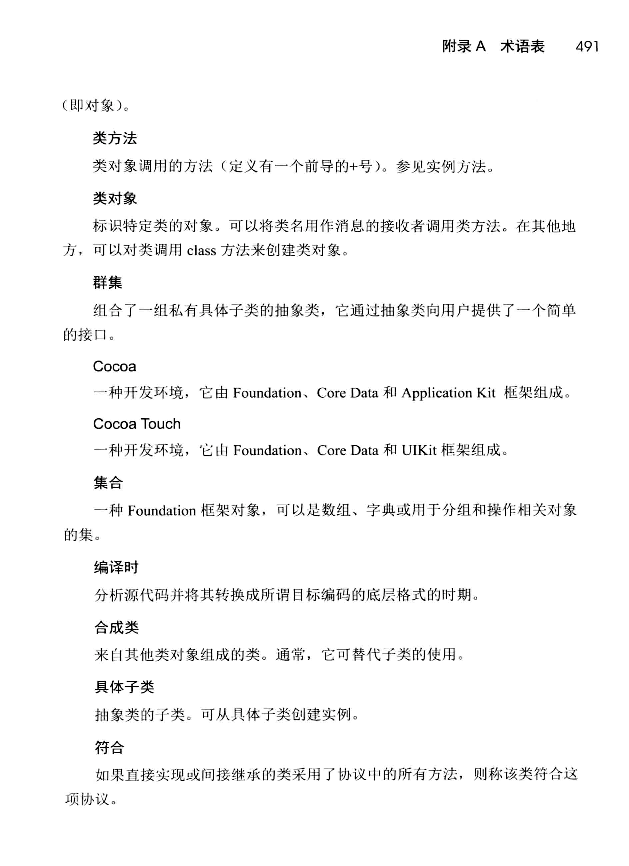 附录 A 术语表 491
（即对象）。
类方法
类对象调用的方法（定义有一个前导的+号）。参见实例方法。
类对象
标识特定类的对象。可以将类名用作消息的接收者调用类方法。在其他地
方，可以对类调用 class 方法来创建类对象。
群集
组合了一组私有具体子类的抽象类，它通过抽象类向用户提供了一个简单
的接口。
Cocoa
一种开发环境，它由 Foundation、Core Data 和 Application Kit 框架组成。
Cocoa Touch
一种开发环境，它由 Foundation、Core Data 和 UIKit 框架组成。
集合
一种 Foundation 框架对象，可以是数组、字典或用于分组和操作相关对象
的集。
编译时
分析源代码并将其转换成所谓目标编码的底层格式的时期。
合成类
来自其他类对象组成的类。通常，它可替代子类的使用。
具体子类
抽象类的子类。可从具体子类创建实例。
符合
如果直接实现或间接继承的类采用了协议中的所有方法，则称该类符合这
项协议。